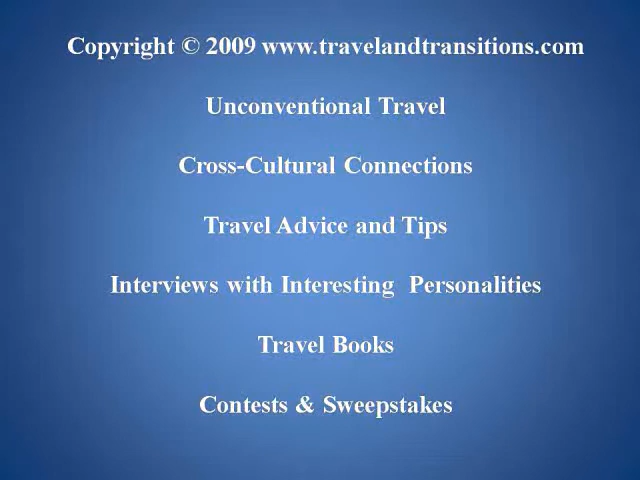 Copyright © 2009 www.travelandtransitions.com
Unconventional Travel
Cross-Cultural Connections
Travel Advice and Tips
Interviews with Interesting  Personalities
Travel Books
Contests & Sweepstakes